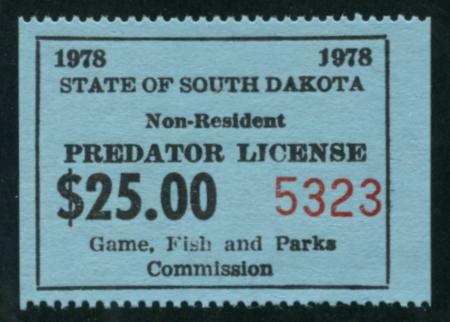 1978 1978
STATE OF SOUTH DAKOTA
Non-Resident
PREDATOR LICENSE
$25.00 5323
Game, Fish and Parks
Commission